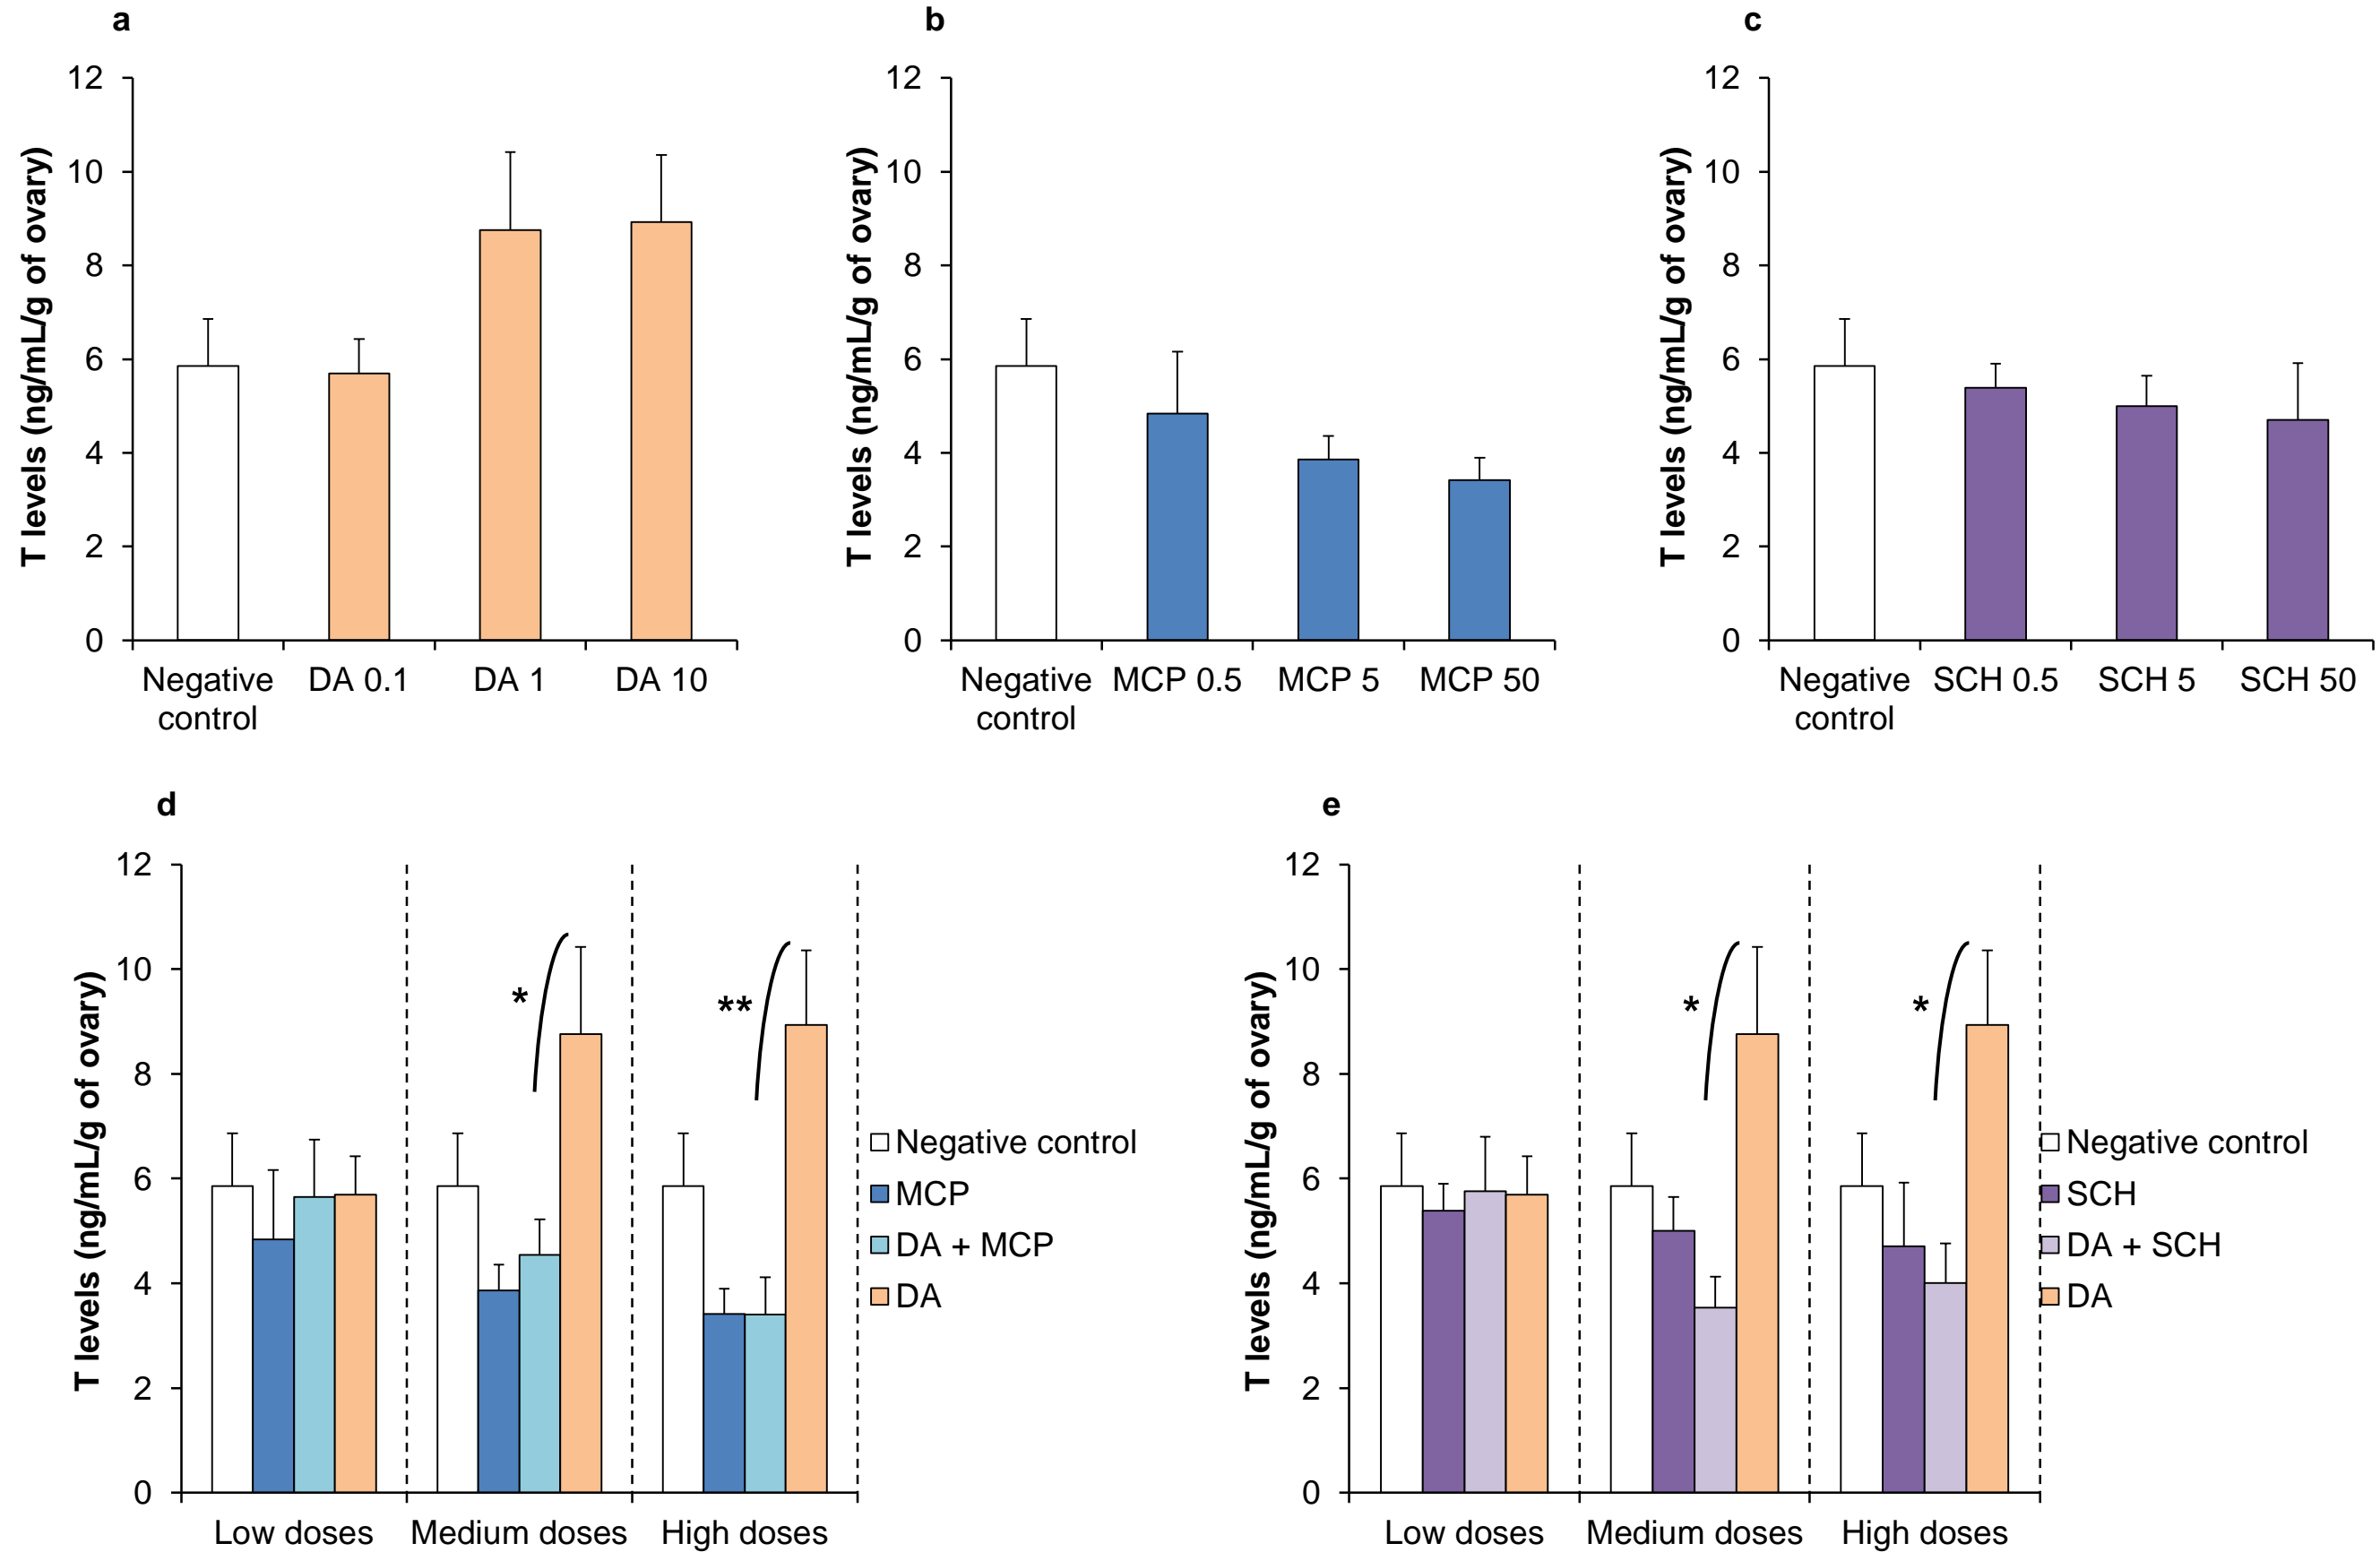 a
T levels (ng/mL/g of ovary)
12
10
8
6
4
2
0
Negative control
DA 0.1
DA 1
DA 10
b
T levels (ng/mL/g of ovary)
12
10
8
6
4
2
0
Negative control
MCP 0.5
MCP 5
MCP 50
c
T levels (ng/mL/g of ovary)
12
10
8
6
4
2
0
Negative control
SCH 0.5
SCH 5
SCH 50
d
T levels (ng/mL/g of ovary)
12
10
8
6
4
2
0
*
**
Low doses
Medium doses
High doses
Negative control
MCP
DA + MCP
DA
e
T levels (ng/mL/g of ovary)
12
10
8
6
4
2
0
*
*
Low doses
Medium doses
High doses
Negative control
SCH
DA + SCH
DA